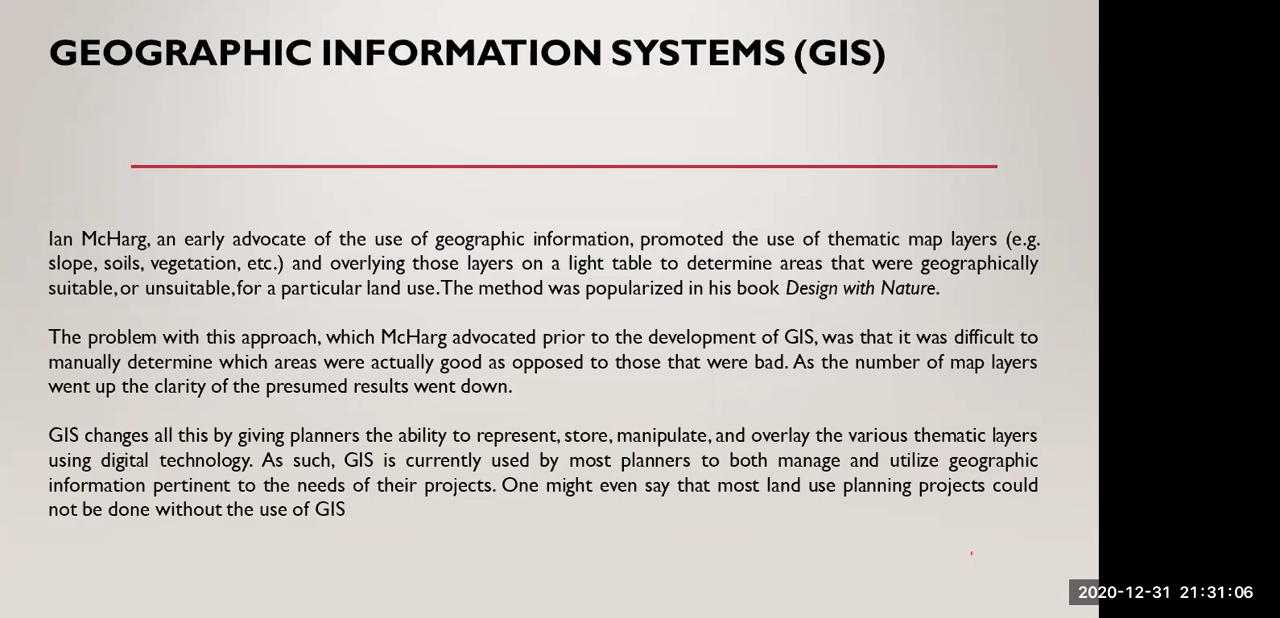 GEOGRAPHIC INFORMATION SYSTEMS (GIS)
Ian McHarg, an early advocate of the use of geographic information, promoted the use of thematic map layers (e.g.
slope, soils, vegetation, etc.) and overlying those layers on a light table to determine areas that were geographically
suitable, or unsuitable, for a particular land use. The method was popularized in his book Design with Nature.
The problem with this approach, which McHarg advocated prior to the development of GIS, was that it was difficult to
manually determine which areas were actually good as opposed to those that were bad. As the number of map layers
went up the clarity of the presumed results went down.
GIS changes all this by giving planners the ability to represent, store, manipulate, and overlay the various thematic layers
using digital technology. As such, GIS is currently used by most planners to both manage and utilize geographic
information pertinent to the needs of their projects. One might even say that most land use planning projects could
not be done without the use of GIS
2020-12-31 21:31:06